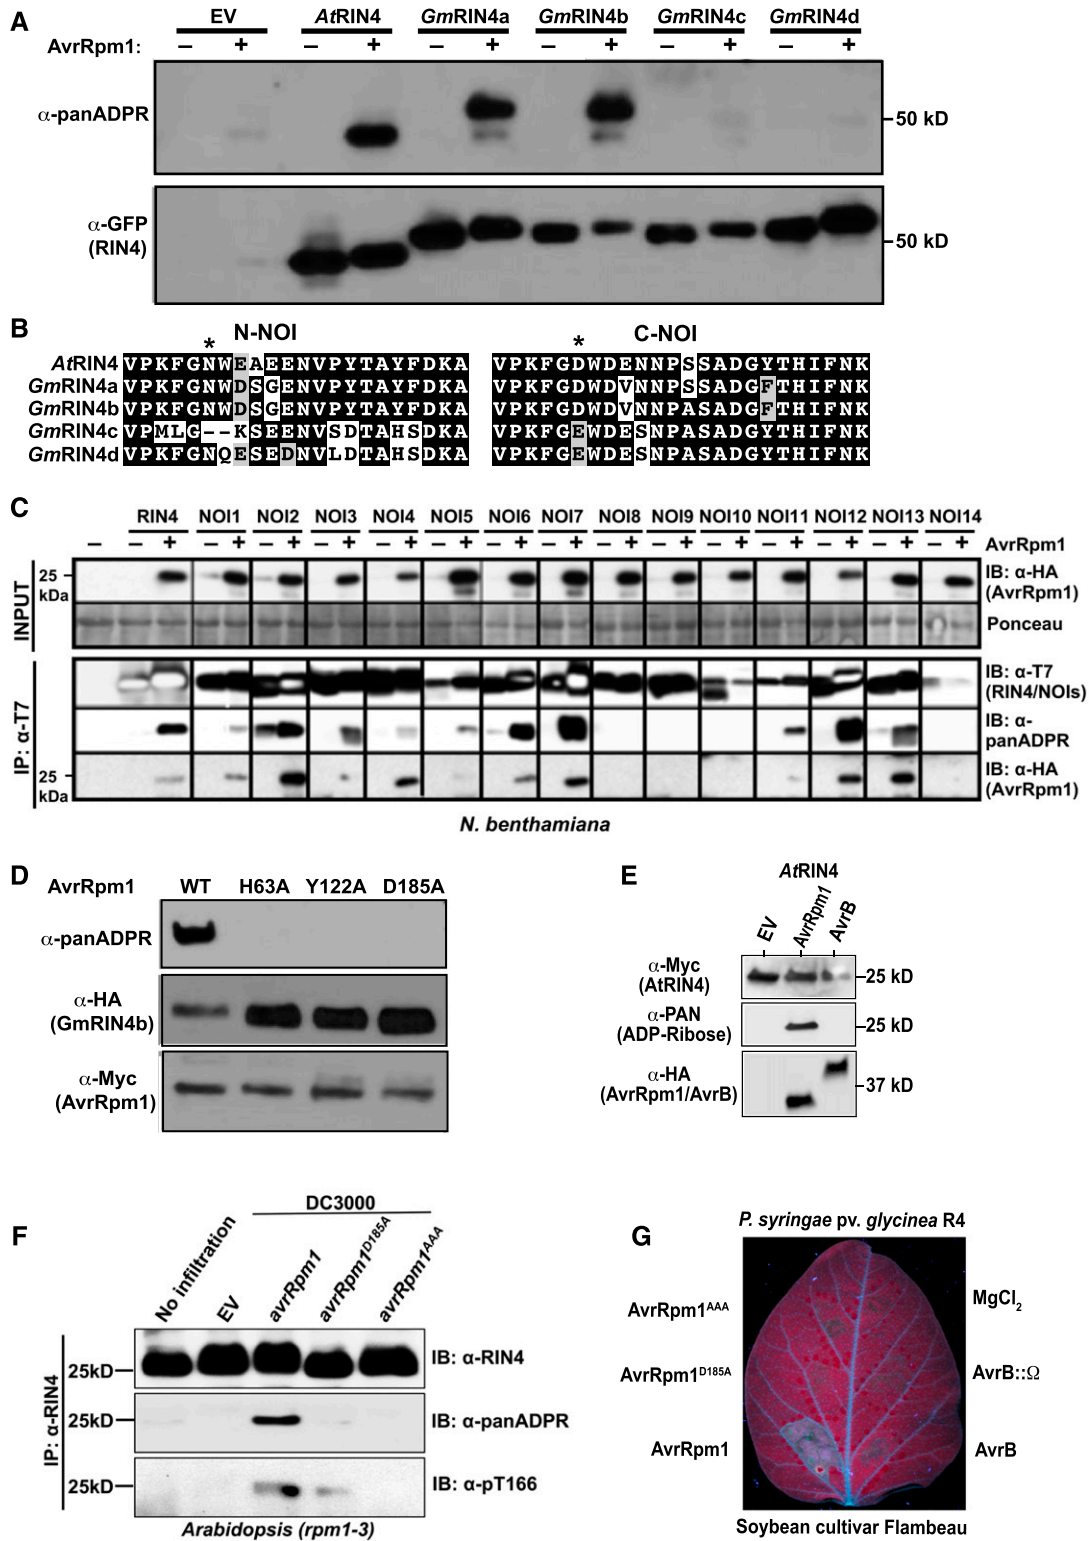 A
EV AtRIN4 GmRIN4a GmRIN4b GmRIN4c GmRIN4d
AvrRpm1: – + – + – + – + – + – +
α-panADPR
50 kD
α-GFP
(RIN4)
50 kD
B
N-NOI C-NOI
* *
AtRIN4 VPKFGNWEAEENVPYTAYFDKA VPKFGDWDENNPSSADGYTHIFNK
GmRIN4a VPKFGNWDSGENVPYTAYFDKA VPKFGDWDVNNPSSADGFTHIFNK
GmRIN4b VPKFGNWDSGENVPYTAYFDKA VPKFGDWDVNNPASADGFTHIFNK
GmRIN4c VPMLG--KSEENVSDTAHSDKA VPKFGEWDESNPASADGYTHIFNK
GmRIN4d VPKFGNQESEDNVLDTAHSDKA VPKFGEWDESNPASADGYTHIFNK
C
RIN4 NOI1 NOI2 NOI3 NOI4 NOI5 NOI6 NOI7 NOI8 NOI9 NOI10 NOI11 NOI12 NOI13 NOI14
– – + – + – + – + – + – + – + – + – + – + – + – + – + – + – + AvrRpm1
INPUT
25
kDa
IB: α-HA
(AvrRpm1)
Ponceau
IP: α-T7
IB: α-T7
(RIN4/NOIs)
IB: α-
panADPR
25
kDa
IB: α-HA
(AvrRpm1)
N. benthamiana
D
AvrRpm1 WT H63A Y122A D185A
α-panADPR
α-HA
(GmRIN4b)
α-Myc
(AvrRpm1)
E
AtRIN4
EV AvrRpm1 AvrB
α-Myc
(AtRIN4)
25 kD
α-PAN
(ADP-Ribose)
25 kD
α-HA
(AvrRpm1/AvrB)
37 kD
F
DC3000
No infiltration EV avrRpm1 avrRpm1D185A avrRpm1AAA
IP: α-RIN4
25kD IB: α-RIN4
25kD IB: α-panADPR
25kD IB: α-pT166
Arabidopsis (rpm1-3)
G
P. syringae pv. glycinea R4
AvrRpm1AAA MgCl2
AvrRpm1D185A AvrB::Ω
AvrRpm1 AvrB
Soybean cultivar Flambeau